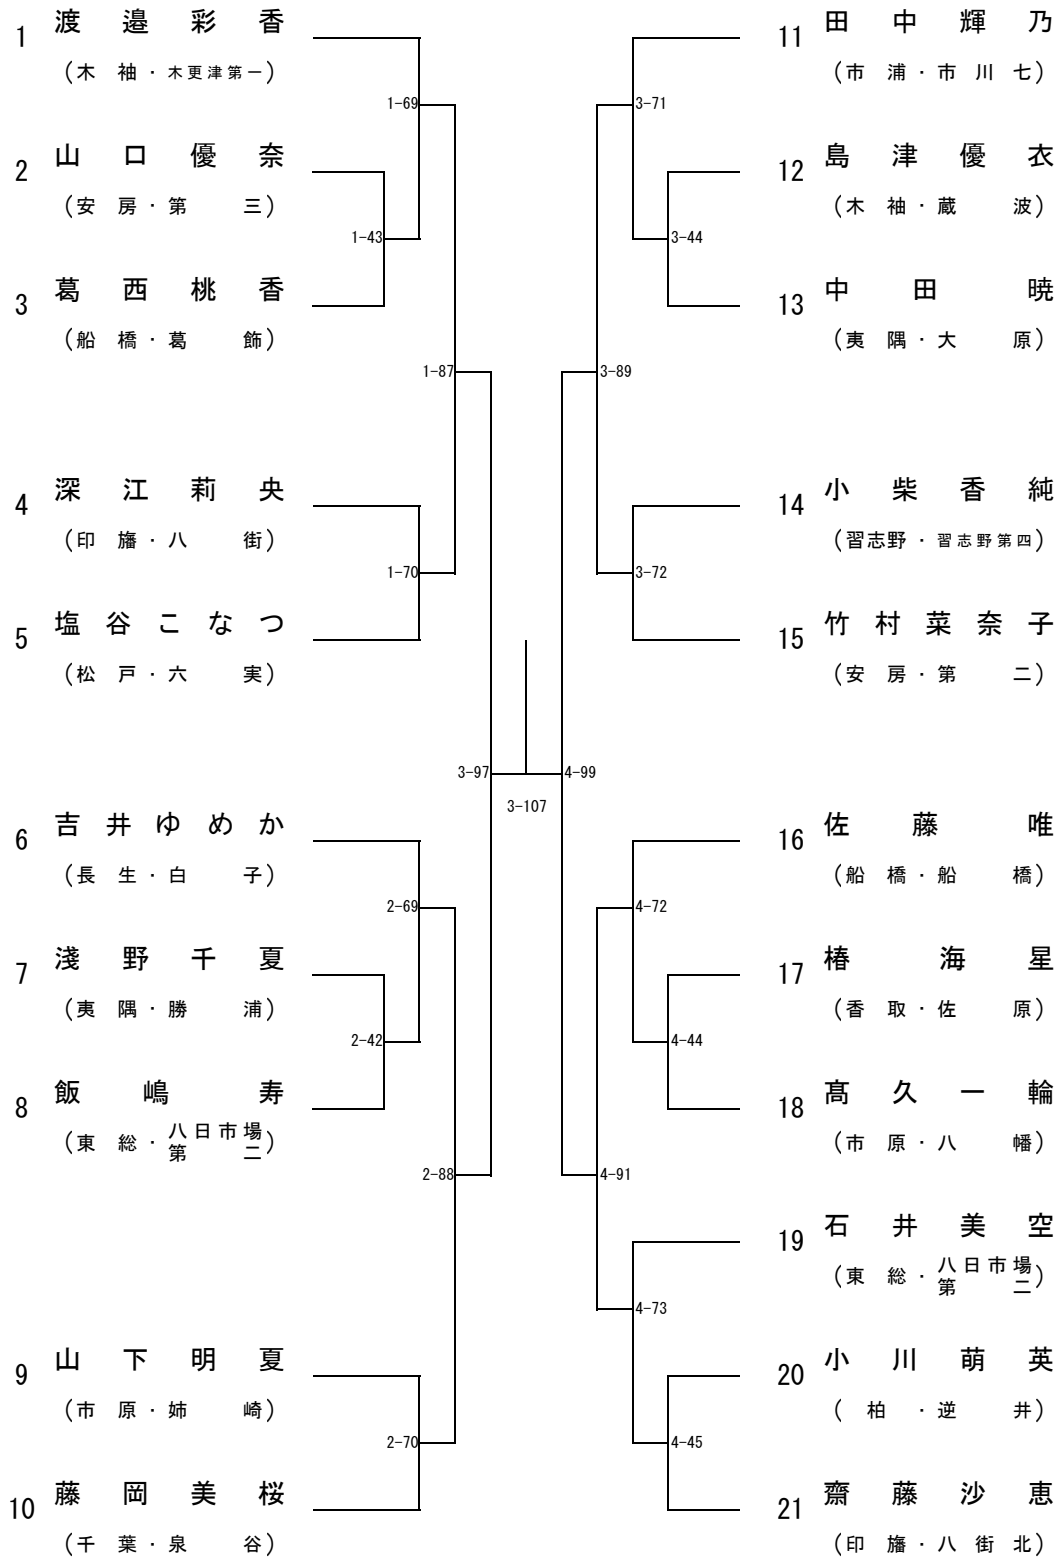 1 渡邉彩香
(木袖・木更津第一)
1-69
2 山口優奈
(安房・第三)
1-43
3 葛西桃香
(船橋・葛飾)
1-87
4 深江莉央
(印旛・八街)
1-70
5 塩谷こなつ
(松戸・六実)
3-97
6 吉井ゆめか
(長生・白子)
2-69
7 淺野千夏
(夷隅・勝浦)
2-42
8 飯嶋寿
(東総・八日市場第二)
2-88
9 山下明夏
(市原・姉崎)
2-70
10 藤岡美桜
(千葉・泉谷)
3-107
11 田中輝乃
(市浦・市川七)
3-71
12 島津優衣
(木袖・蔵波)
3-44
13 中田暁
(夷隅・大原)
3-89
14 小柴香純
(習志野・習志野第四)
3-72
15 竹村菜奈子
(安房・第二)
4-99
16 佐藤唯
(船橋・船橋)
4-72
17 椿海星
(香取・佐原)
4-44
18 髙久一輪
(市原・八幡)
4-91
19 石井美空
(東総・八日市場第二)
4-73
20 小川萌英
(柏・逆井)
4-45
21 齋藤沙恵
(印旛・八街北)